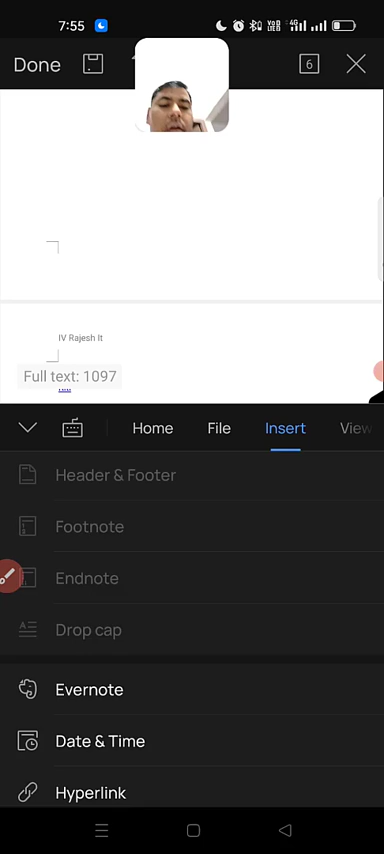 7:55
4G
Done
6
IV Rajesh It
Full text: 1097
Home File Insert View
Header & Footer
Footnote
Endnote
Drop cap
Evernote
Date & Time
Hyperlink